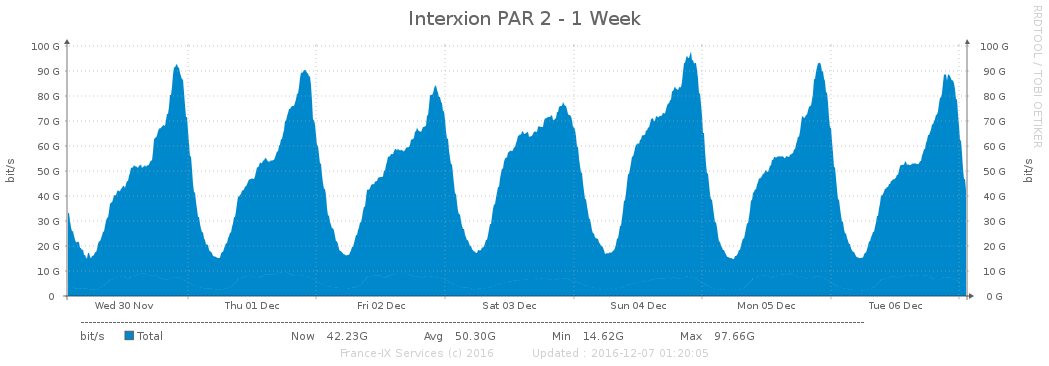 Interxion PAR 2 - 1 Week
RRDTOOL / TOBI OETIKER
100 G 100 G
90 G 90 G
80 G 80 G
70 G 70 G
60 G 60 G
50 G 50 G
40 G 40 G
30 G 30 G
20 G 20 G
10 G 10 G
0 0 G
bit/s
bit/s
Wed 30 Nov Thu 01 Dec Fri 02 Dec Sat 03 Dec Sun 04 Dec Mon 05 Dec Tue 06 Dec
bit/s Total Now 42.23G Avg 50.30G Min 14.62G Max 97.66G
France-IX Services (c) 2016 Updated : 2016-12-07 01:20:05